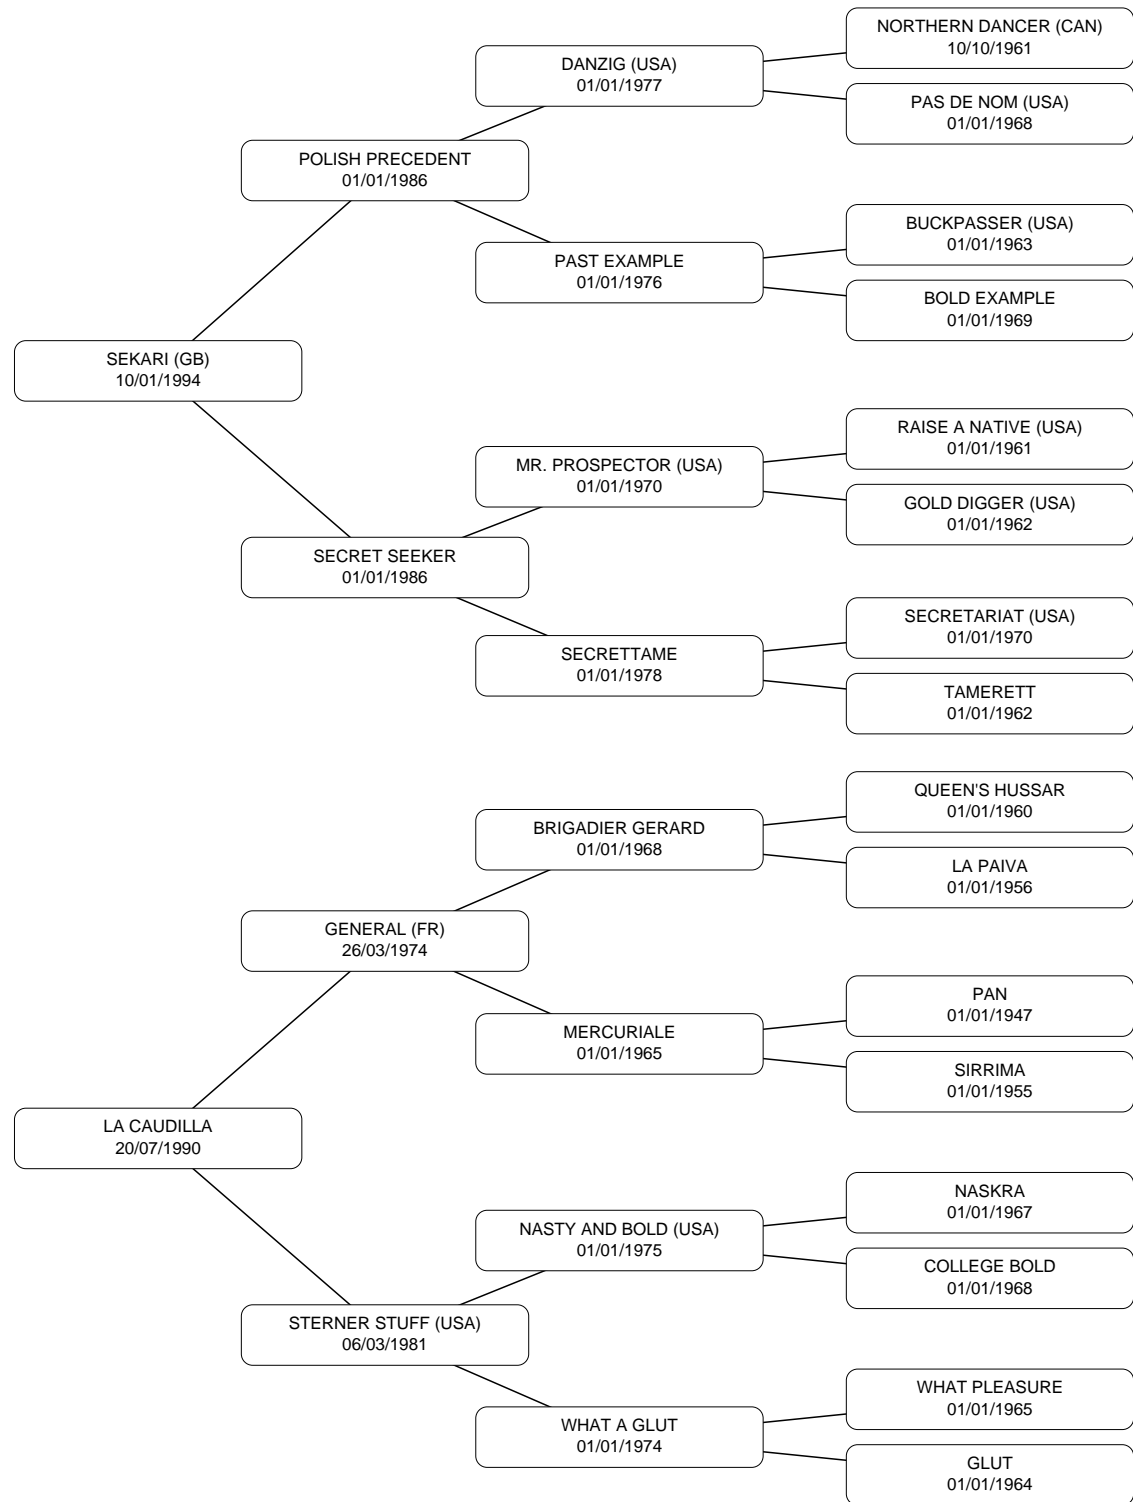 NORTHERN DANCER (CAN)
10/10/1961
DANZIG (USA)
01/01/1977
PAS DE NOM (USA)
01/01/1968
POLISH PRECEDENT
01/01/1986
BUCKPASSER (USA)
01/01/1963
PAST EXAMPLE
01/01/1976
BOLD EXAMPLE
01/01/1969
SEKARI (GB)
10/01/1994
RAISE A NATIVE (USA)
01/01/1961
MR. PROSPECTOR (USA)
01/01/1970
GOLD DIGGER (USA)
01/01/1962
SECRET SEEKER
01/01/1986
SECRETARIAT (USA)
01/01/1970
SECRETTAME
01/01/1978
TAMERETT
01/01/1962
QUEEN'S HUSSAR
01/01/1960
BRIGADIER GERARD
01/01/1968
LA PAIVA
01/01/1956
GENERAL (FR)
26/03/1974
PAN
01/01/1947
MERCURIALE
01/01/1965
SIRRIMA
01/01/1955
LA CAUDILLA
20/07/1990
NASKRA
01/01/1967
NASTY AND BOLD (USA)
01/01/1975
COLLEGE BOLD
01/01/1968
STERNER STUFF (USA)
06/03/1981
WHAT PLEASURE
01/01/1965
WHAT A GLUT
01/01/1974
GLUT
01/01/1964